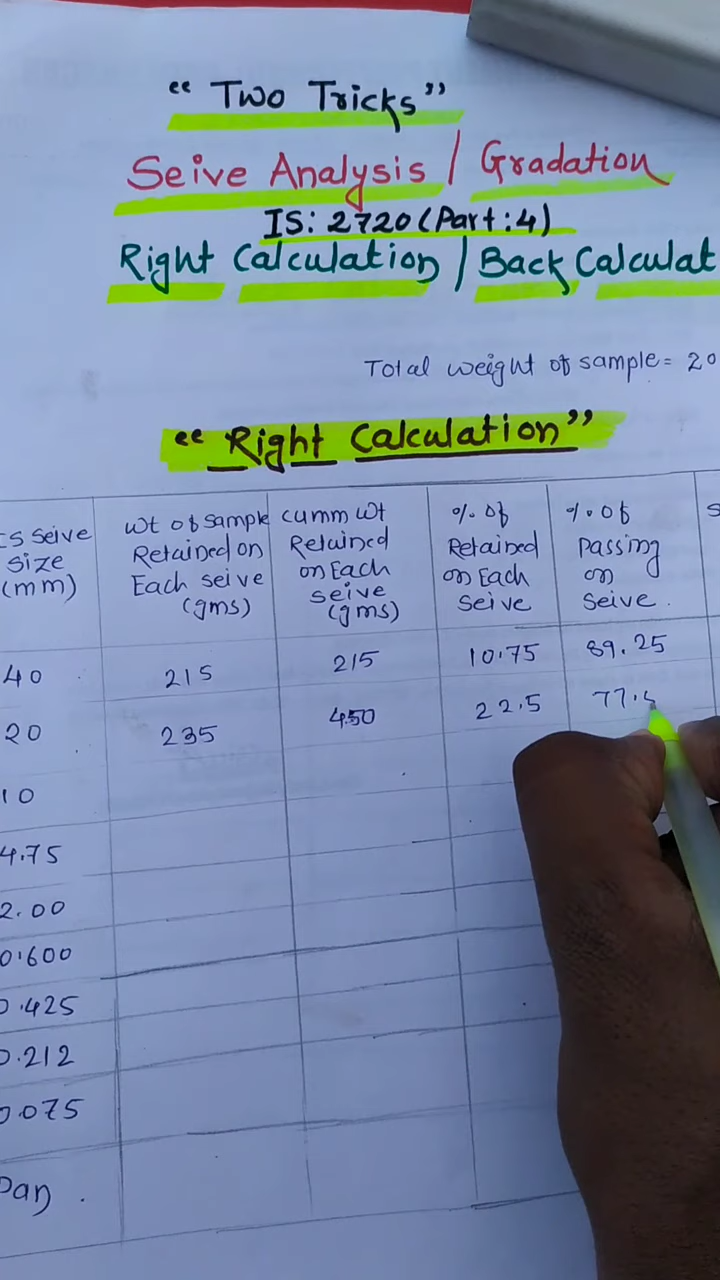 “ Two Tricks ”
Seive Analysis / Gradation
IS: 2720 (Part:4)
Right Calculation / Back Calculat
Total weight of sample = 20
“ Right Calculation ”
IS Seive Size (mm)
Wt of sample Retained on Each seive (gms)
cumm wt Retained on Each seive (gms)
% of Retained on Each seive
% of Passing on Seive.
S
40 215 215 10.75 89.25
20 235 450 22.5 77.
10
4.75
2.00
0.600
0.425
0.212
0.075
Pan .